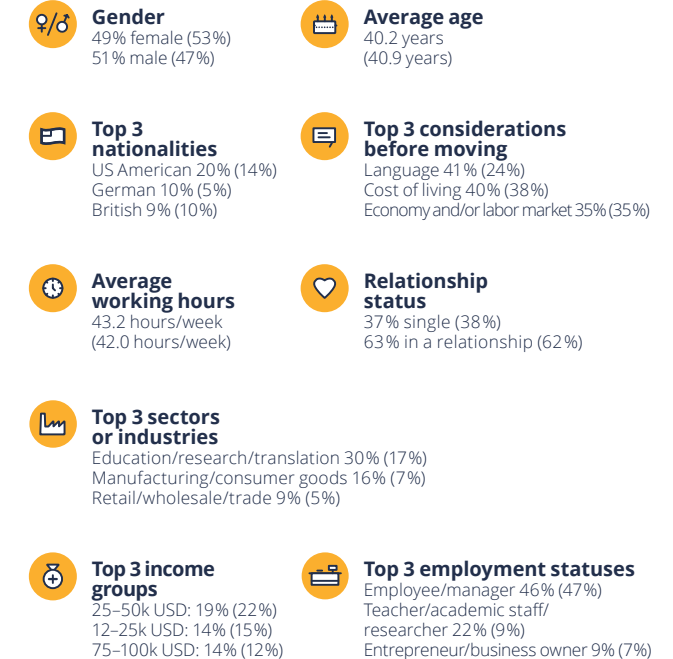 Gender
49% female (53%)
51% male (47%)
Average age
40.2 years
(40.9 years)
Top 3
nationalities
US American 20% (14%)
German 10% (5%)
British 9% (10%)
Top 3 considerations
before moving
Language 41% (24%)
Cost of living 40% (38%)
Economy and/or labor market 35% (35%)
Average
working hours
43.2 hours/week
(42.0 hours/week)
Relationship
status
37% single (38%)
63% in a relationship (62%)
Top 3 sectors
or industries
Education/research/translation 30% (17%)
Manufacturing/consumer goods 16% (7%)
Retail/wholesale/trade 9% (5%)
Top 3 income
groups
25–50k USD: 19% (22%)
12–25k USD: 14% (15%)
75–100k USD: 14% (12%)
Top 3 employment statuses
Employee/manager 46% (47%)
Teacher/academic staff/
researcher 22% (9%)
Entrepreneur/business owner 9% (7%)